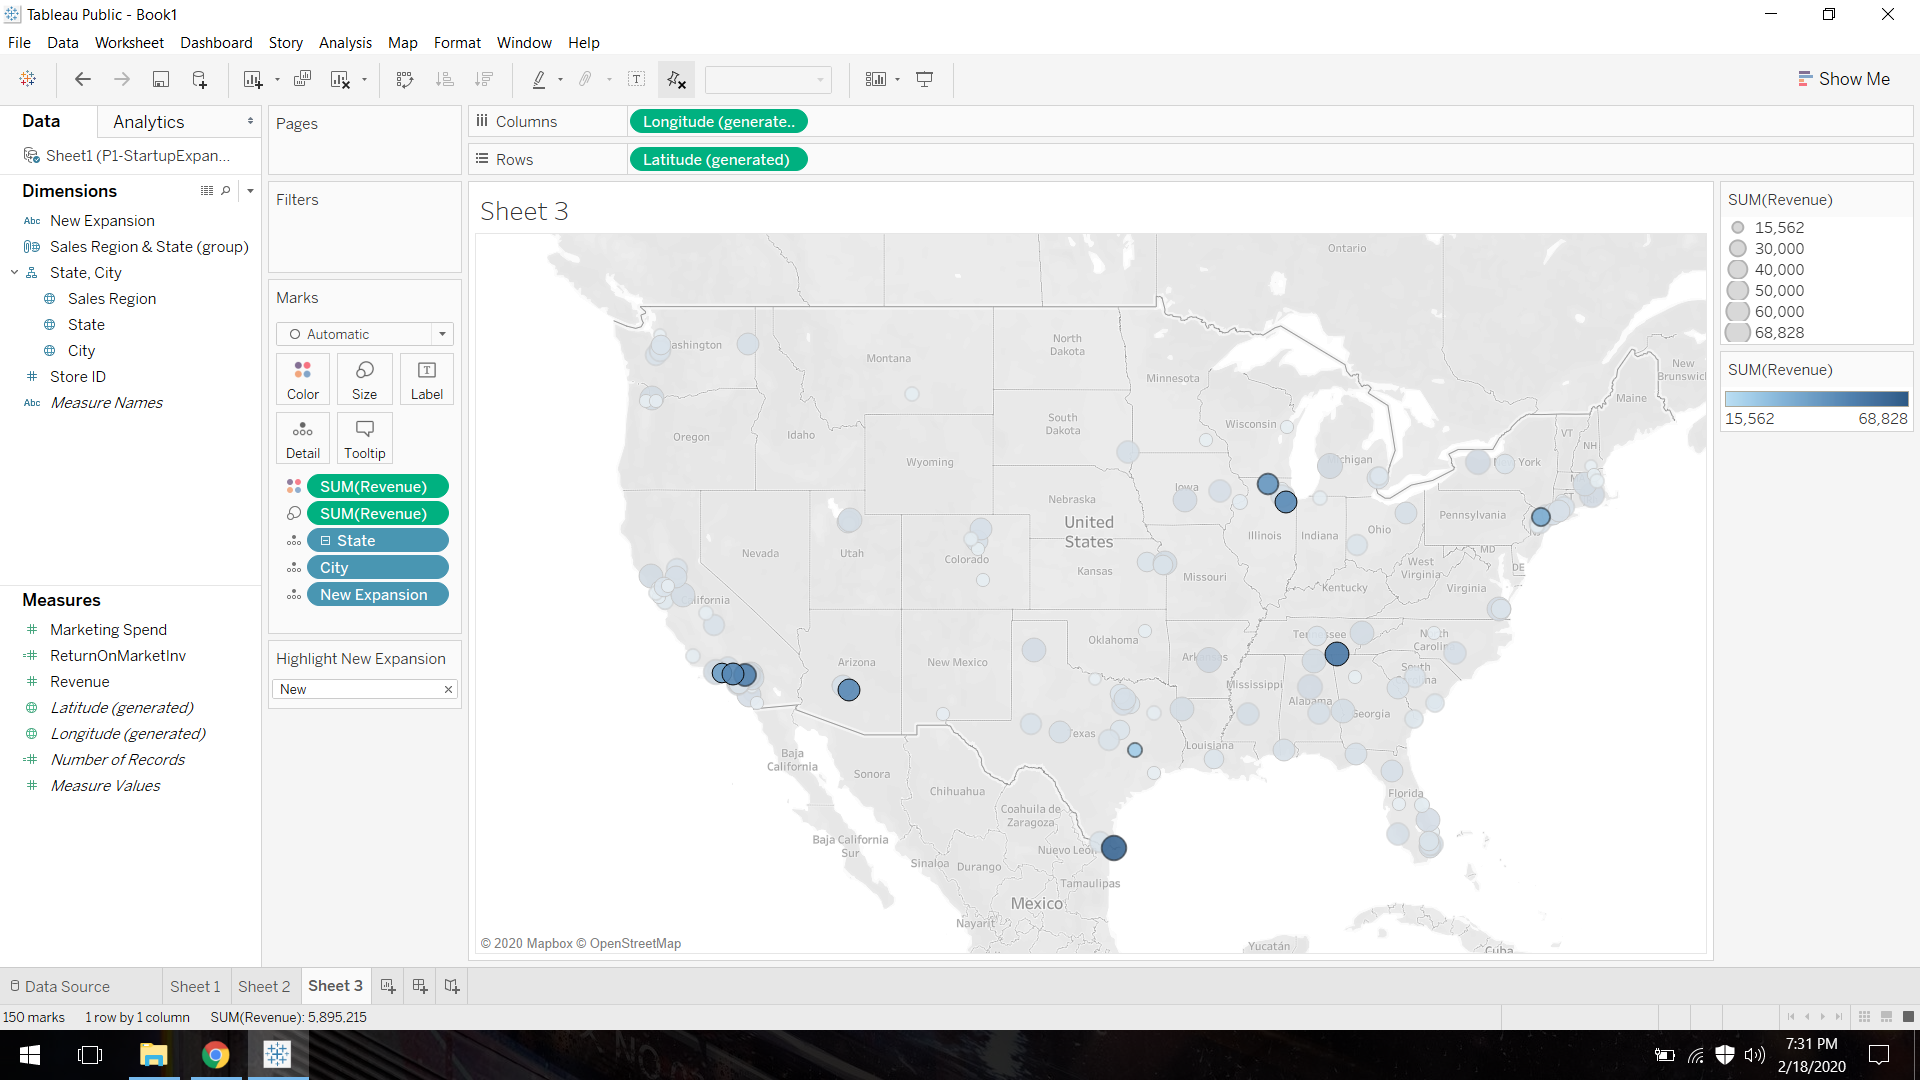 Tableau Public - Book1
File Data Worksheet Dashboard Story Analysis Map Format Window Help
Show Me
Data Analytics
Sheet1 (P1-StartupExpan...
Dimensions
Abc New Expansion
Sales Region & State (group)
State, City
Sales Region
State
City
Store ID
Abc Measure Names
Measures
Marketing Spend
ReturnOnMarketInv
Revenue
Latitude (generated)
Longitude (generated)
Number of Records
Measure Values
Pages
Filters
Marks
Automatic
Color Size Label
Detail Tooltip
SUM(Revenue)
SUM(Revenue)
State
City
New Expansion
Highlight New Expansion
New
Columns Longitude (generate..
Rows Latitude (generated)
Sheet 3
Ontario
ashington
Montana
North
Dakota
Minnesota
New
Brunswick
Maine
Oregon
Idaho
South
Dakota
Wisconsin
VT
NH
Wyoming
chigan
York
Iowa
Nebraska
United
States
Pennsylvania
Nevada
Utah
Colorado
Illinois
Indiana
Ohio
MD
DE
Kansas
Missouri
West
Virginia
Kentucky
Virginia
lifornia
Oklahoma
Tennessee
North
Carolina
Arizona
New Mexico
Arkansas
South
Mississippi
Alabama
Georgia
Texas
Louisiana
Baja
California
Sonora
Chihuahua
Coahuila de
Zaragoza
Florida
Baja California
Sur
Nuevo León
Sinaloa
Durango
Tamaulipas
Mexico
Nayarit
Yucatán
Cuba
© 2020 Mapbox © OpenStreetMap
SUM(Revenue)
15,562
30,000
40,000
50,000
60,000
68,828
SUM(Revenue)
15,562 68,828
Data Source Sheet 1 Sheet 2 Sheet 3
150 marks 1 row by 1 column SUM(Revenue): 5,895,215
7:31 PM
2/18/2020